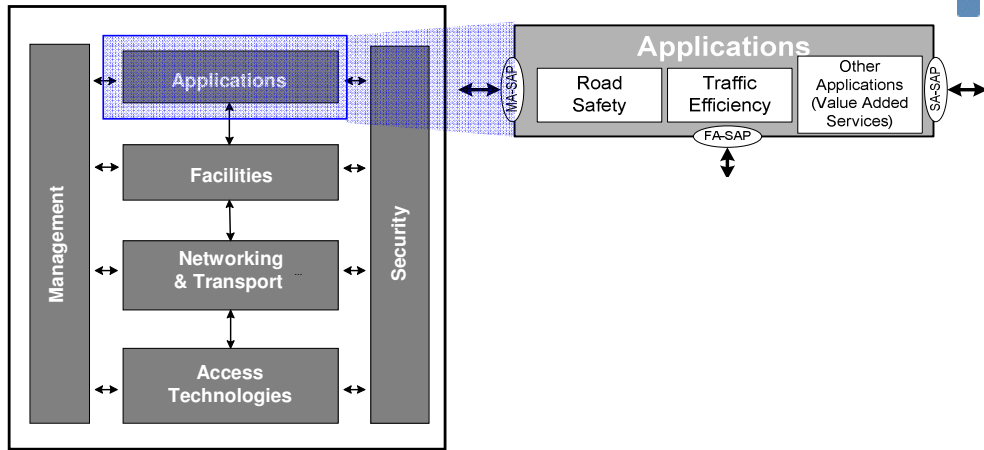 Management
Applications
Facilities
Networking
& Transport ...
Access
Technologies
Security
Applications
MA-SAP
Road
Safety
Traffic
Efficiency
Other
Applications
(Value Added
Services)
SA-SAP
FA-SAP